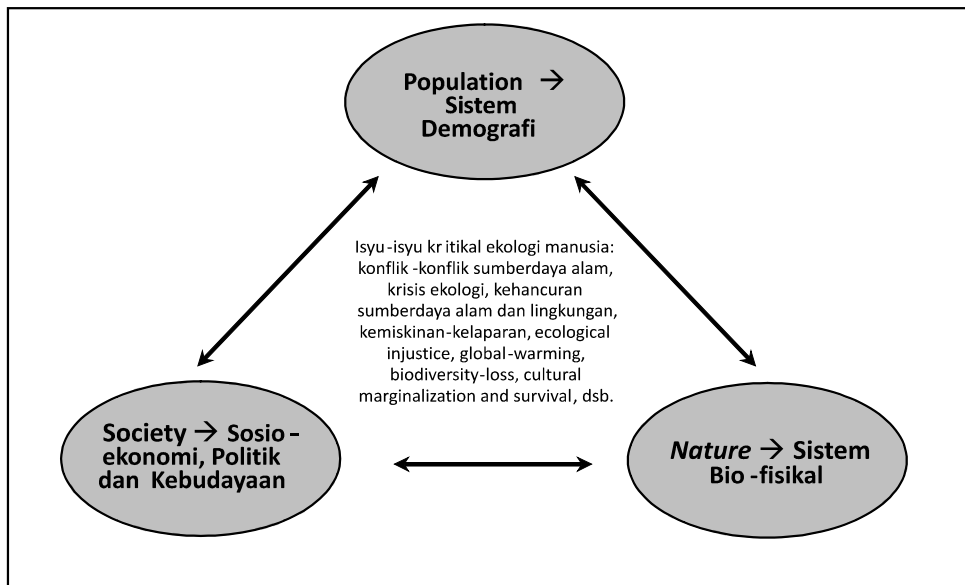 Population →
Sistem
Demografi
Isyu-isyu kritikal ekologi manusia:
konflik-konflik sumberdaya alam,
krisis ekologi, kehancuran
sumberdaya alam dan lingkungan,
kemiskinan-kelaparan, ecological
injustice, global-warming,
biodiversity-loss, cultural
marginalization and survival, dsb.
Society → Sosio-
ekonomi, Politik
dan Kebudayaan
Nature → Sistem
Bio-fisikal